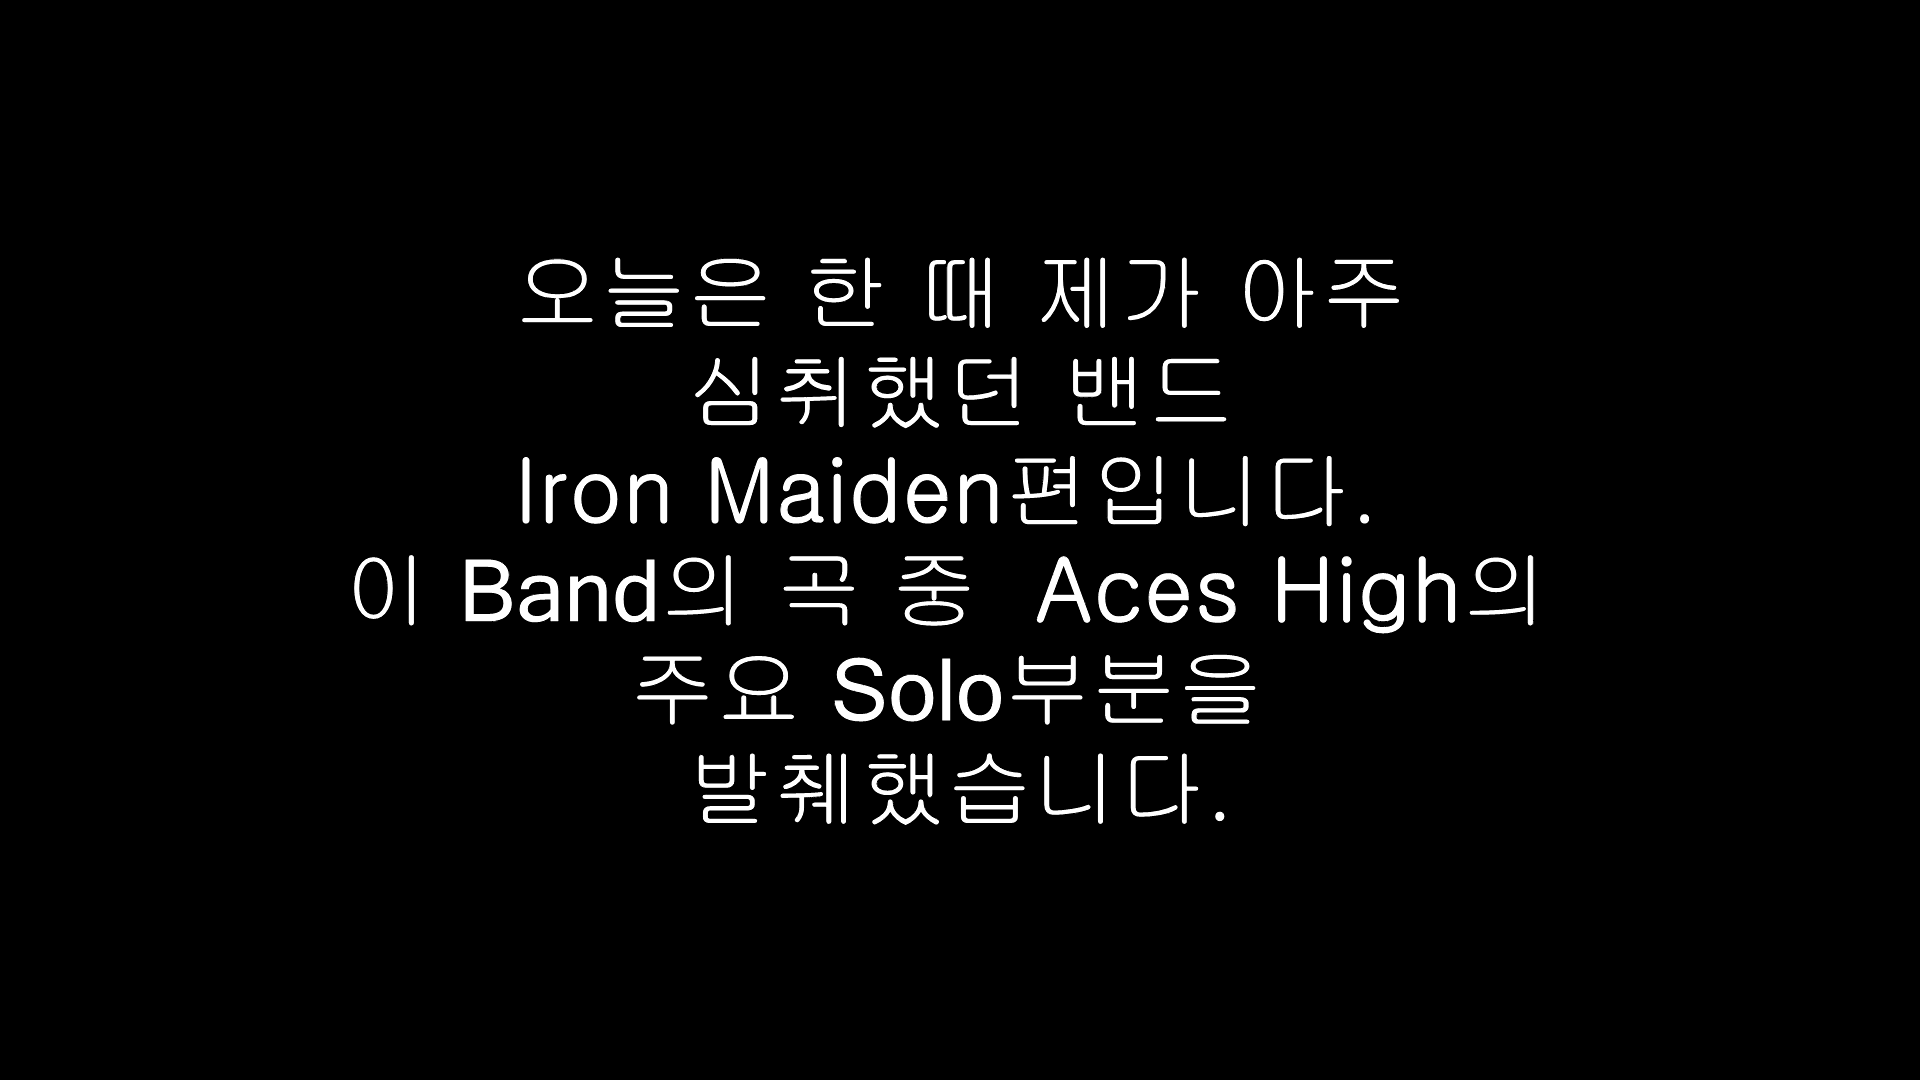 오늘은 한 때 제가 아주
심취했던 밴드
Iron Maiden편입니다.
이 Band의 곡 중 Aces High의
주요 Solo부분을
발췌했습니다.